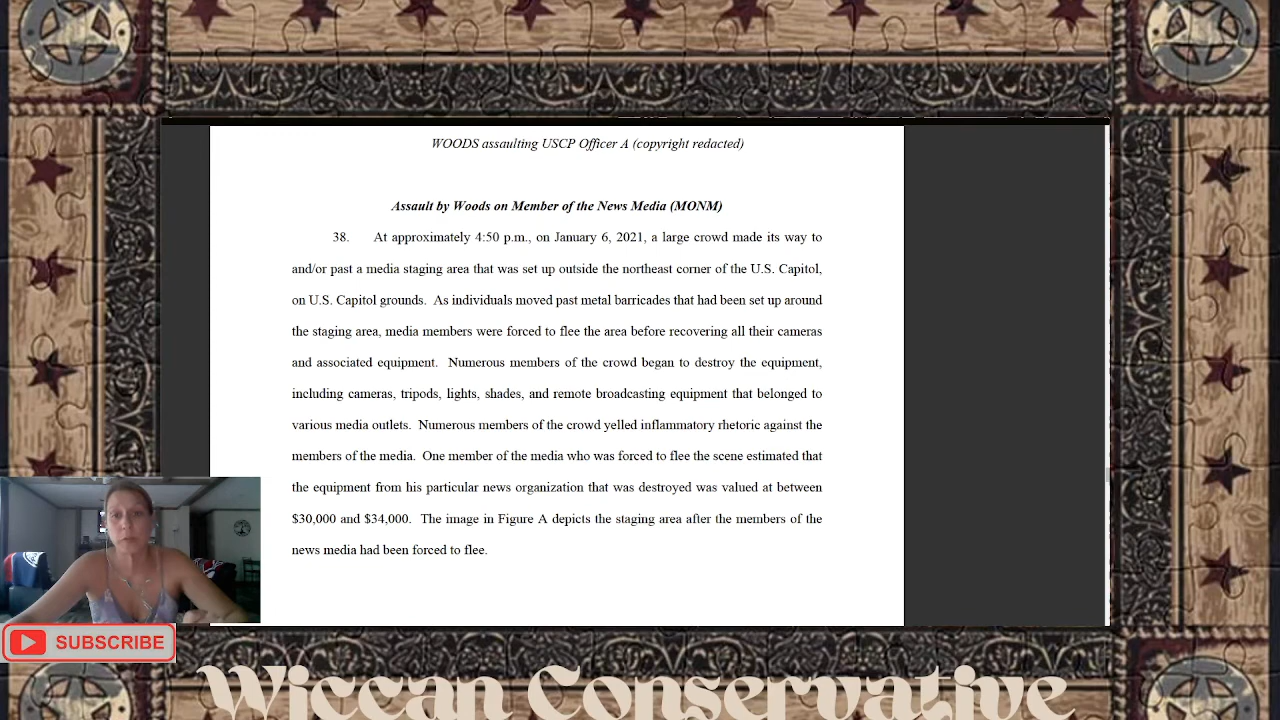 WOODS assaulting USCP Officer A (copyright redacted)
Assault by Woods on Member of the News Media (MONM)
38. At approximately 4:50 p.m., on January 6, 2021, a large crowd made its way to
and/or past a media staging area that was set up outside the northeast corner of the U.S. Capitol,
on U.S. Capitol grounds. As individuals moved past metal barricades that had been set up around
the staging area, media members were forced to flee the area before recovering all their cameras
and associated equipment. Numerous members of the crowd began to destroy the equipment,
including cameras, tripods, lights, shades, and remote broadcasting equipment that belonged to
various media outlets. Numerous members of the crowd yelled inflammatory rhetoric against the
members of the media. One member of the media who was forced to flee the scene estimated that
the equipment from his particular news organization that was destroyed was valued at between
$30,000 and $34,000. The image in Figure A depicts the staging area after the members of the
news media had been forced to flee.
SUBSCRIBE
Wiccan Conservative